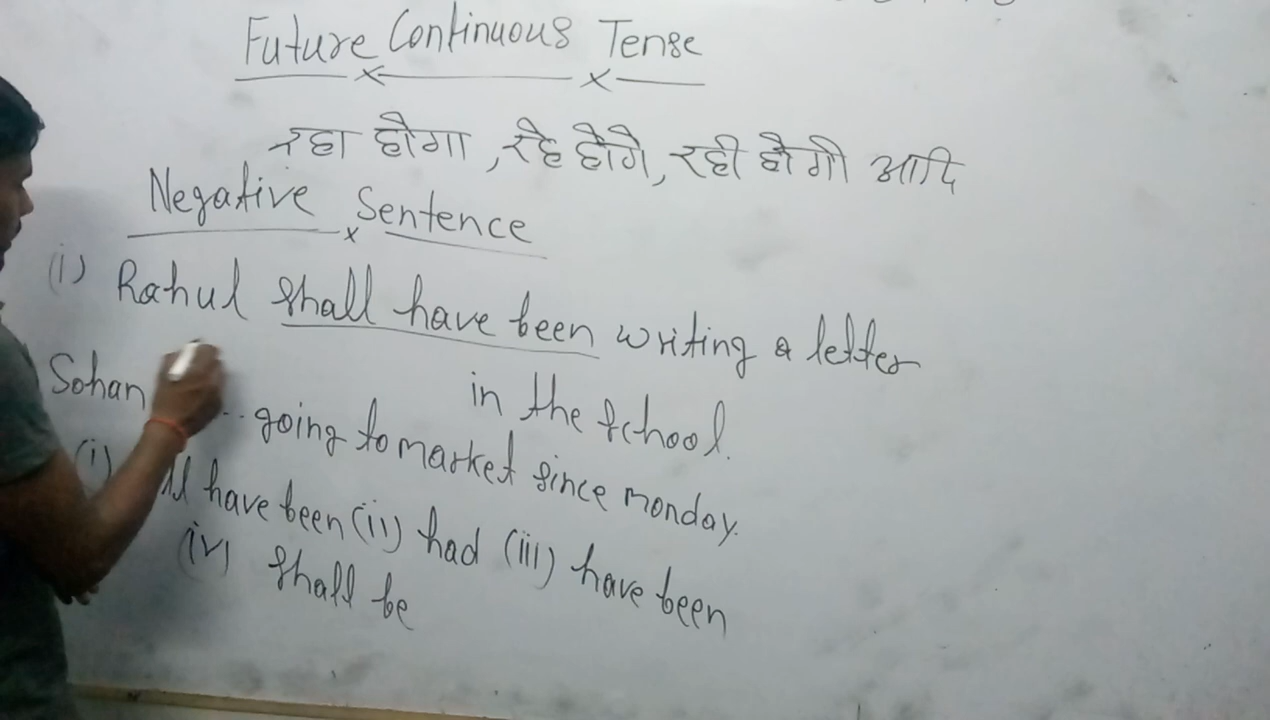 Future Continuous Tense
रहा होगा, रहे होंगे, रही होगी आदि
Negative Sentence
(i) Rahul shall have been writing a letter
in the school.
Sohan .. going to market since monday.
(i) have been (ii) had (iii) have been
(iv) shall be